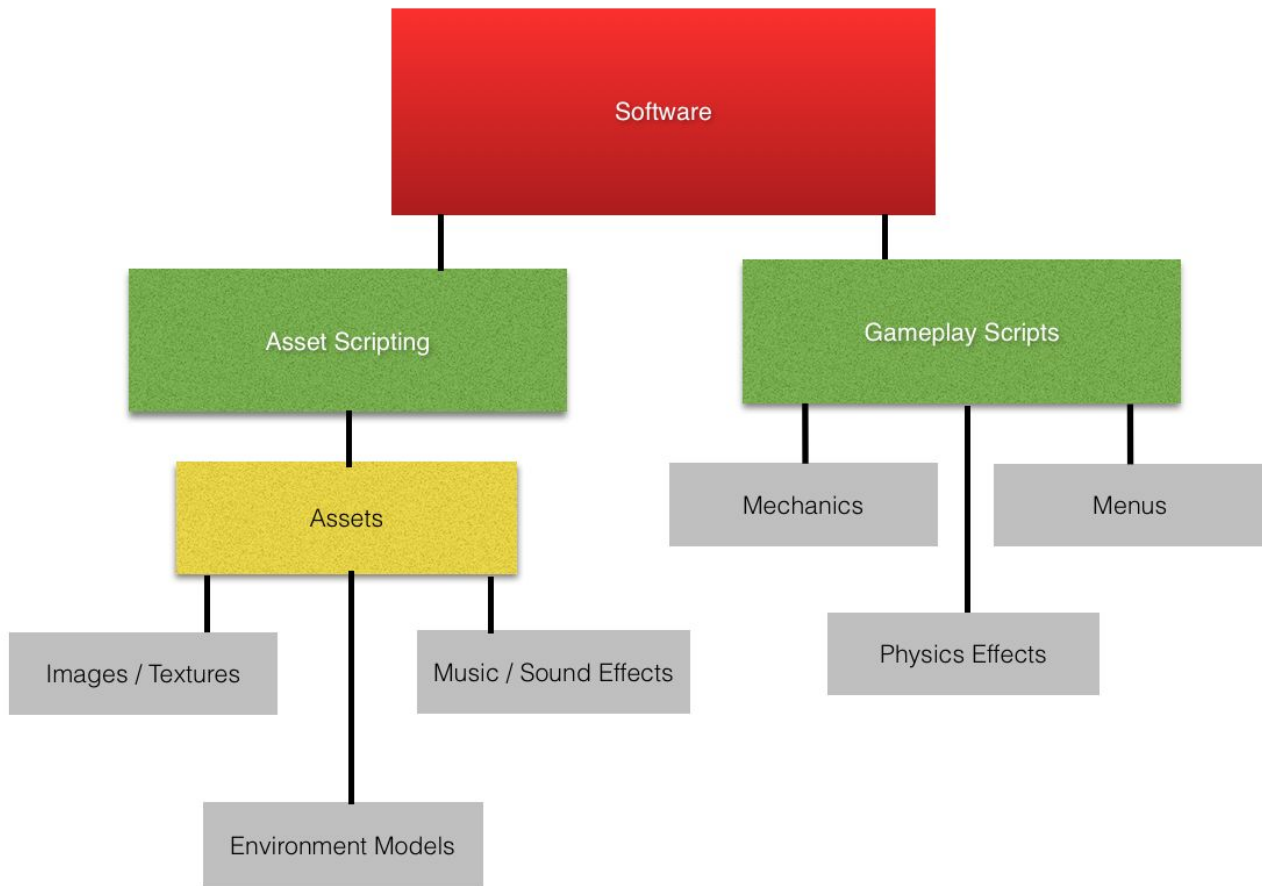 Software
Asset Scripting
Gameplay Scripts
Assets
Mechanics
Menus
Images / Textures
Music / Sound Effects
Physics Effects
Environment Models